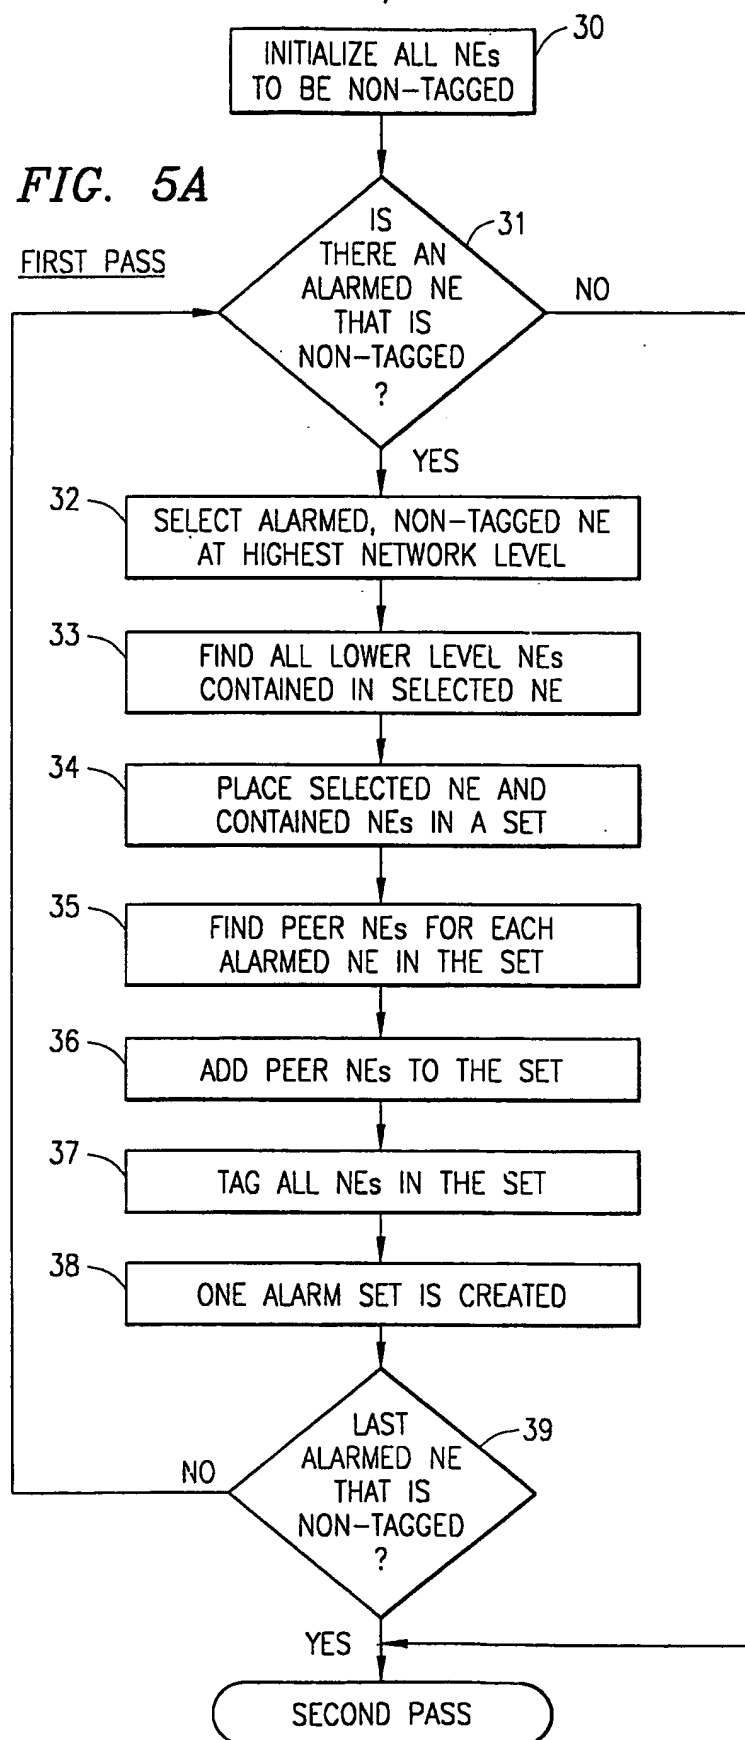 30
INITIALIZE ALL NEs
TO BE NON-TAGGED
FIG. 5A
FIRST PASS
31
IS
THERE AN
ALARMED NE
THAT IS
NON-TAGGED
?
NO
YES
32
SELECT ALARMED, NON-TAGGED NE
AT HIGHEST NETWORK LEVEL
33
FIND ALL LOWER LEVEL NEs
CONTAINED IN SELECTED NE
34
PLACE SELECTED NE AND
CONTAINED NEs IN A SET
35
FIND PEER NEs FOR EACH
ALARMED NE IN THE SET
36
ADD PEER NEs TO THE SET
37
TAG ALL NEs IN THE SET
38
ONE ALARM SET IS CREATED
39
LAST
ALARMED NE
THAT IS
NON-TAGGED
?
NO
YES
SECOND PASS